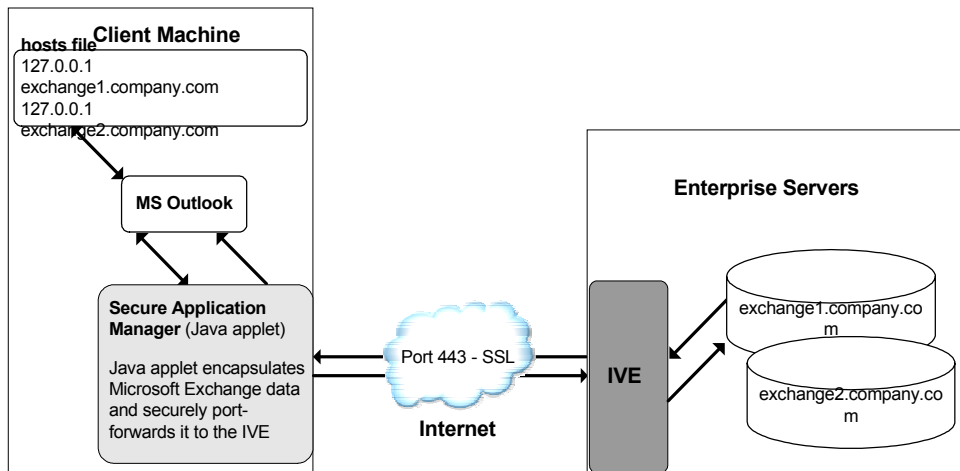 Client Machine
hosts file
127.0.0.1
exchange1.company.com
127.0.0.1
exchange2.company.com
MS Outlook
Secure Application
Manager (Java applet)
Java applet encapsulates
Microsoft Exchange data
and securely port-
forwards it to the IVE
Port 443 - SSL
Internet
Enterprise Servers
IVE
exchange1.company.co
m
exchange2.company.co
m